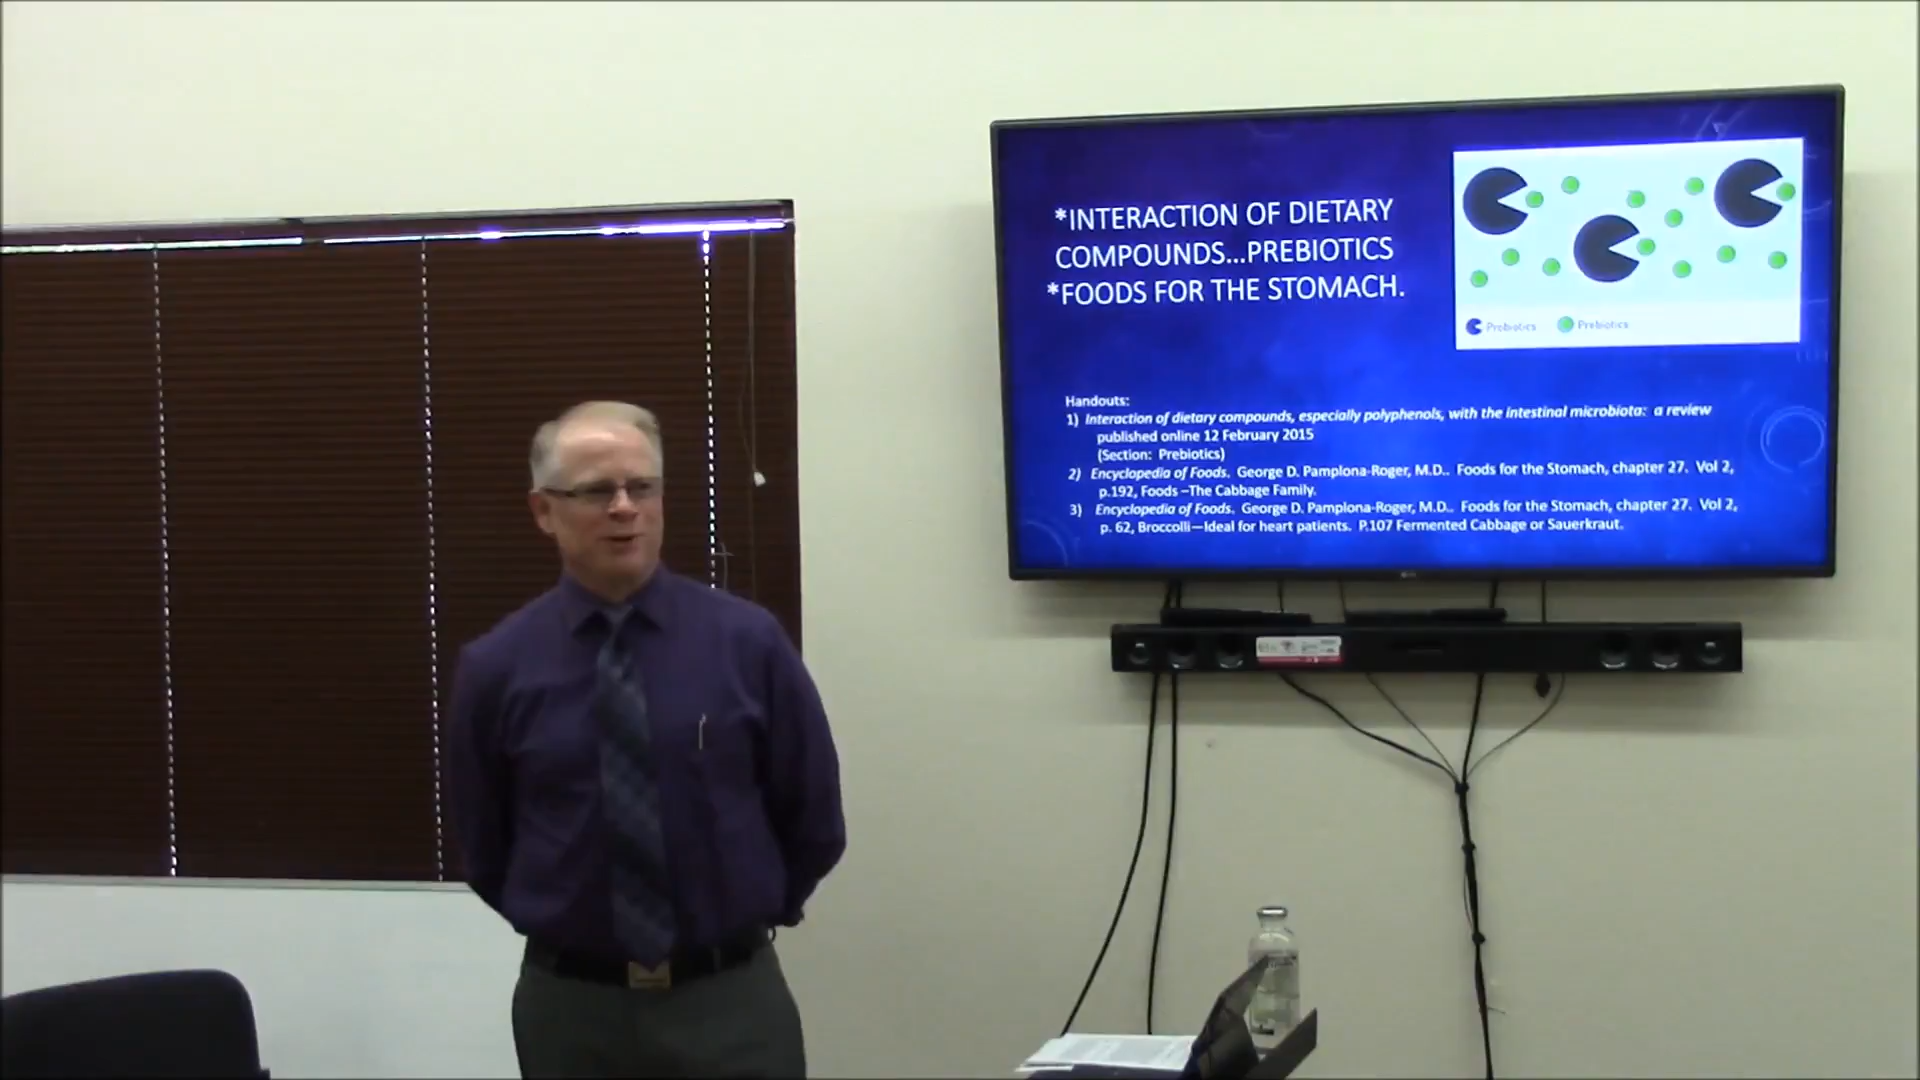 *INTERACTION OF DIETARY
COMPOUNDS...PREBIOTICS
*FOODS FOR THE STOMACH.
Probiotics Prebiotics
Handouts:
1) Interaction of dietary compounds, especially polyphenols, with the intestinal microbiota: a review
published online 12 February 2015
(Section: Prebiotics)
2) Encyclopedia of Foods. George D. Pamplona-Roger, M.D.. Foods for the Stomach, chapter 27. Vol 2,
p.192, Foods –The Cabbage Family.
3) Encyclopedia of Foods. George D. Pamplona-Roger, M.D.. Foods for the Stomach, chapter 27. Vol 2,
p. 62, Broccolli—Ideal for heart patients. P.107 Fermented Cabbage or Sauerkraut.